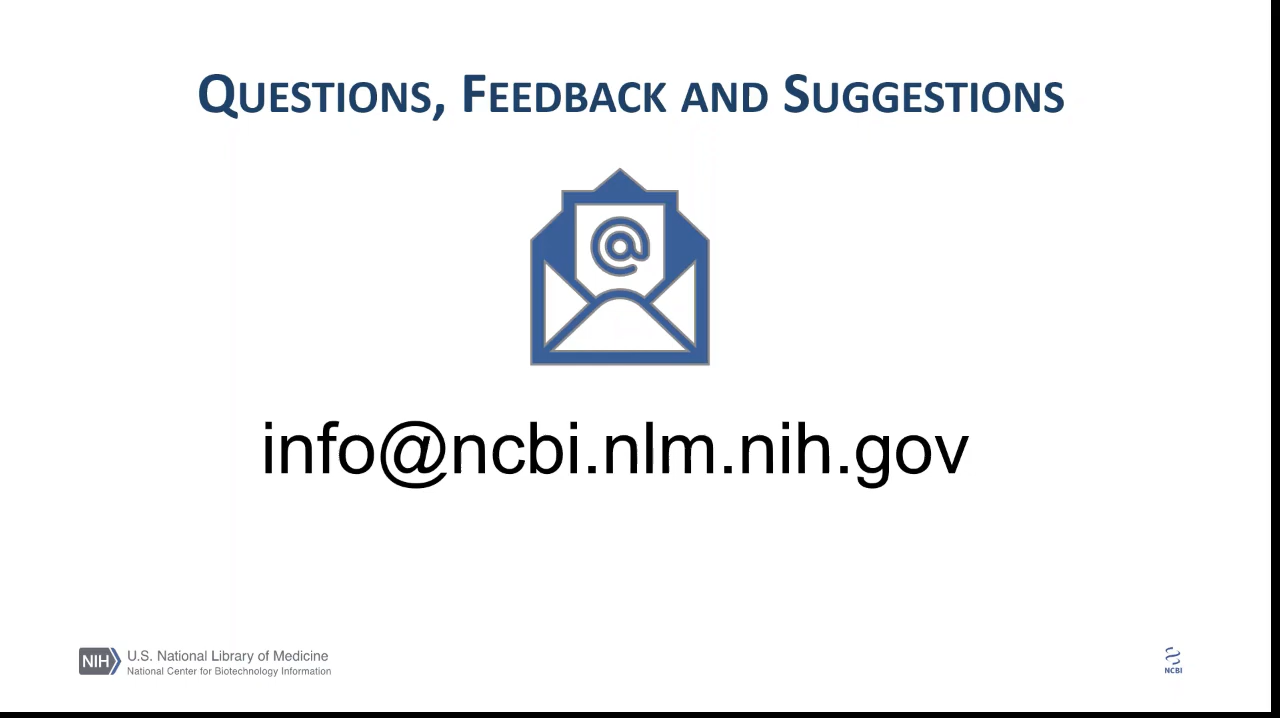 QUESTIONS, FEEDBACK AND SUGGESTIONS
@
info@ncbi.nlm.nih.gov
NIH U.S. National Library of Medicine
National Center for Biotechnology Information
NCBI